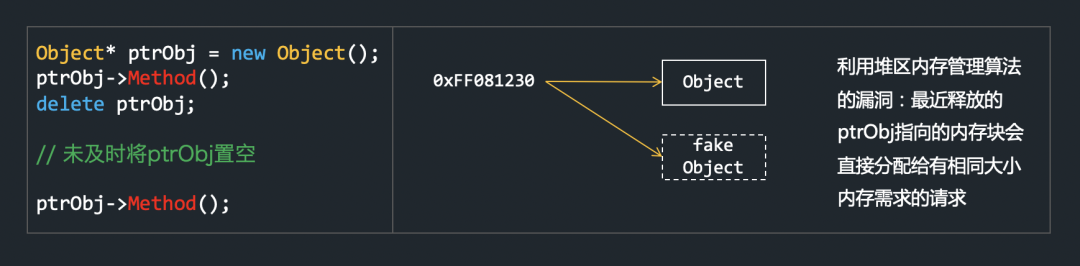 Object* ptrObj = new Object();
ptrObj->Method();
delete ptrObj;
// 未及时将ptrObj置空
ptrObj->Method();
0xFF081230
Object
fake
Object
利用堆区内存管理算法
的漏洞：最近释放的
ptrObj指向的内存块会
直接分配给有相同大小
内存需求的请求